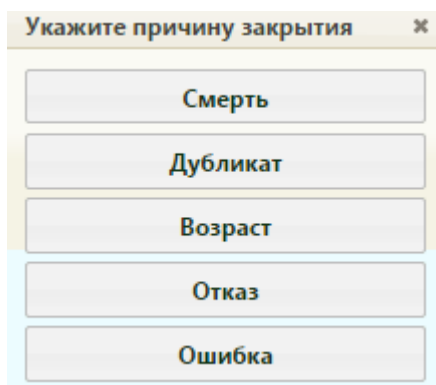 Укажите причину закрытия
Смерть
Дубликат
Возраст
Отказ
Ошибка